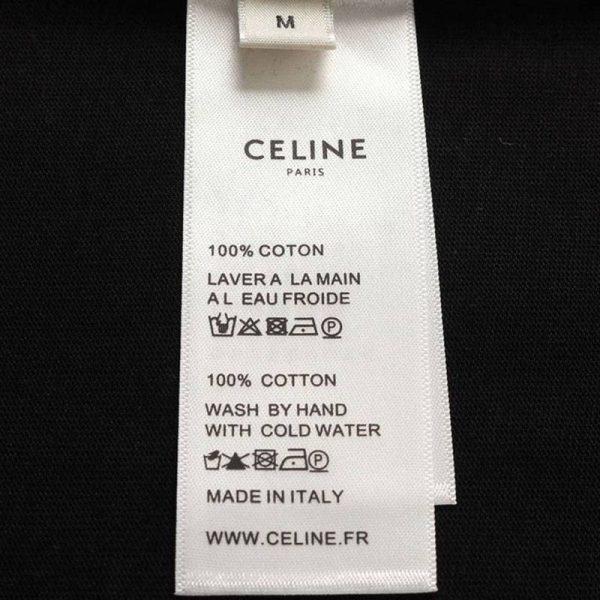 M
CELINE
PARIS
100% COTON
LAVER A LA MAIN
A L EAU FROIDE
P
100% COTTON
WASH BY HAND
WITH COLD WATER
P
MADE IN ITALY
WWW.CELINE.FR